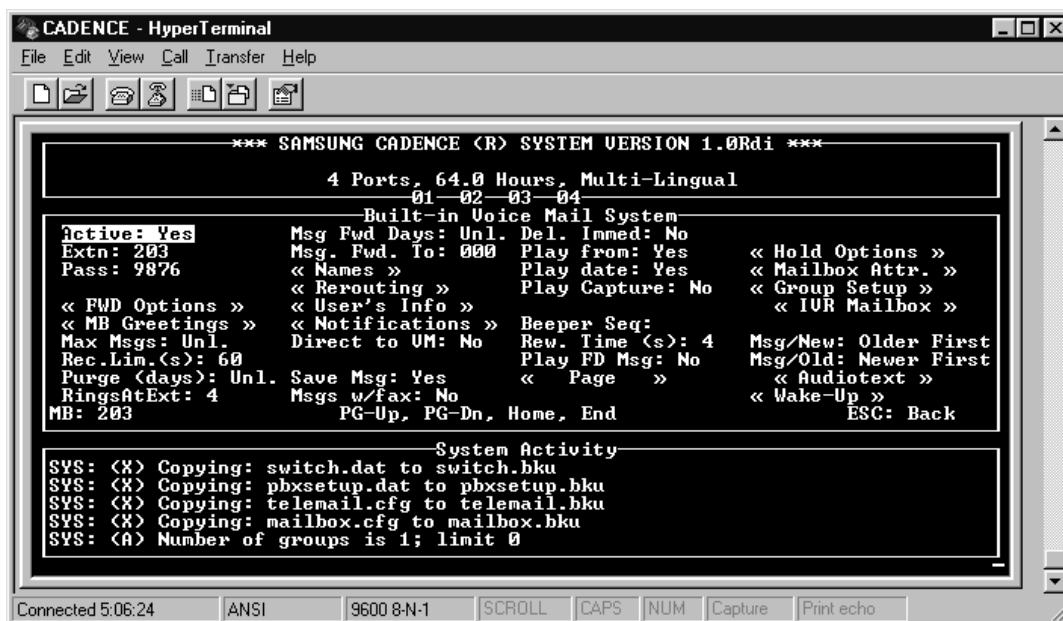 CADENCE - HyperTerminal
File Edit View Call Transfer Help
*** SAMSUNG CADENCE (R) SYSTEM VERSION 1.0Rdi ***
4 Ports, 64.0 Hours, Multi-Lingual
01 02 03 04
Built-in Voice Mail System
Active: Yes Msg Fwd Days: Unl. Del. Immed: No
Extn: 203 Msg. Fwd. To: 000 Play from: Yes « Hold Options »
Pass: 9876 « Names » Play date: Yes « Mailbox Attr. »
« Rerouting » Play Capture: No « Group Setup »
« FWD Options » « User's Info » « IVR Mailbox »
« MB Greetings » « Notifications » Beeper Seq:
Max Msgs: Unl. Direct to VM: No Rew. Time (s): 4 Msg/New: Older First
Rec.Lim.(s): 60 Play FD Msg: No Msg/Old: Newer First
Purge (days): Unl. Save Msg: Yes « Page » « Audiotext »
RingsAtExt: 4 Msgs w/fax: No « Wake-Up »
MB: 203 PG-Up, PG-Dn, Home, End ESC: Back
System Activity
SYS: (X) Copying: switch.dat to switch.bku
SYS: (X) Copying: pbxsetup.dat to pbxsetup.bku
SYS: (X) Copying: telemail.cfg to telemail.bku
SYS: (X) Copying: mailbox.cfg to mailbox.bku
SYS: (A) Number of groups is 1; limit 0
Connected 5:06:24 ANSI 9600 8-N-1 SCROLL CAPS NUM Capture Print echo